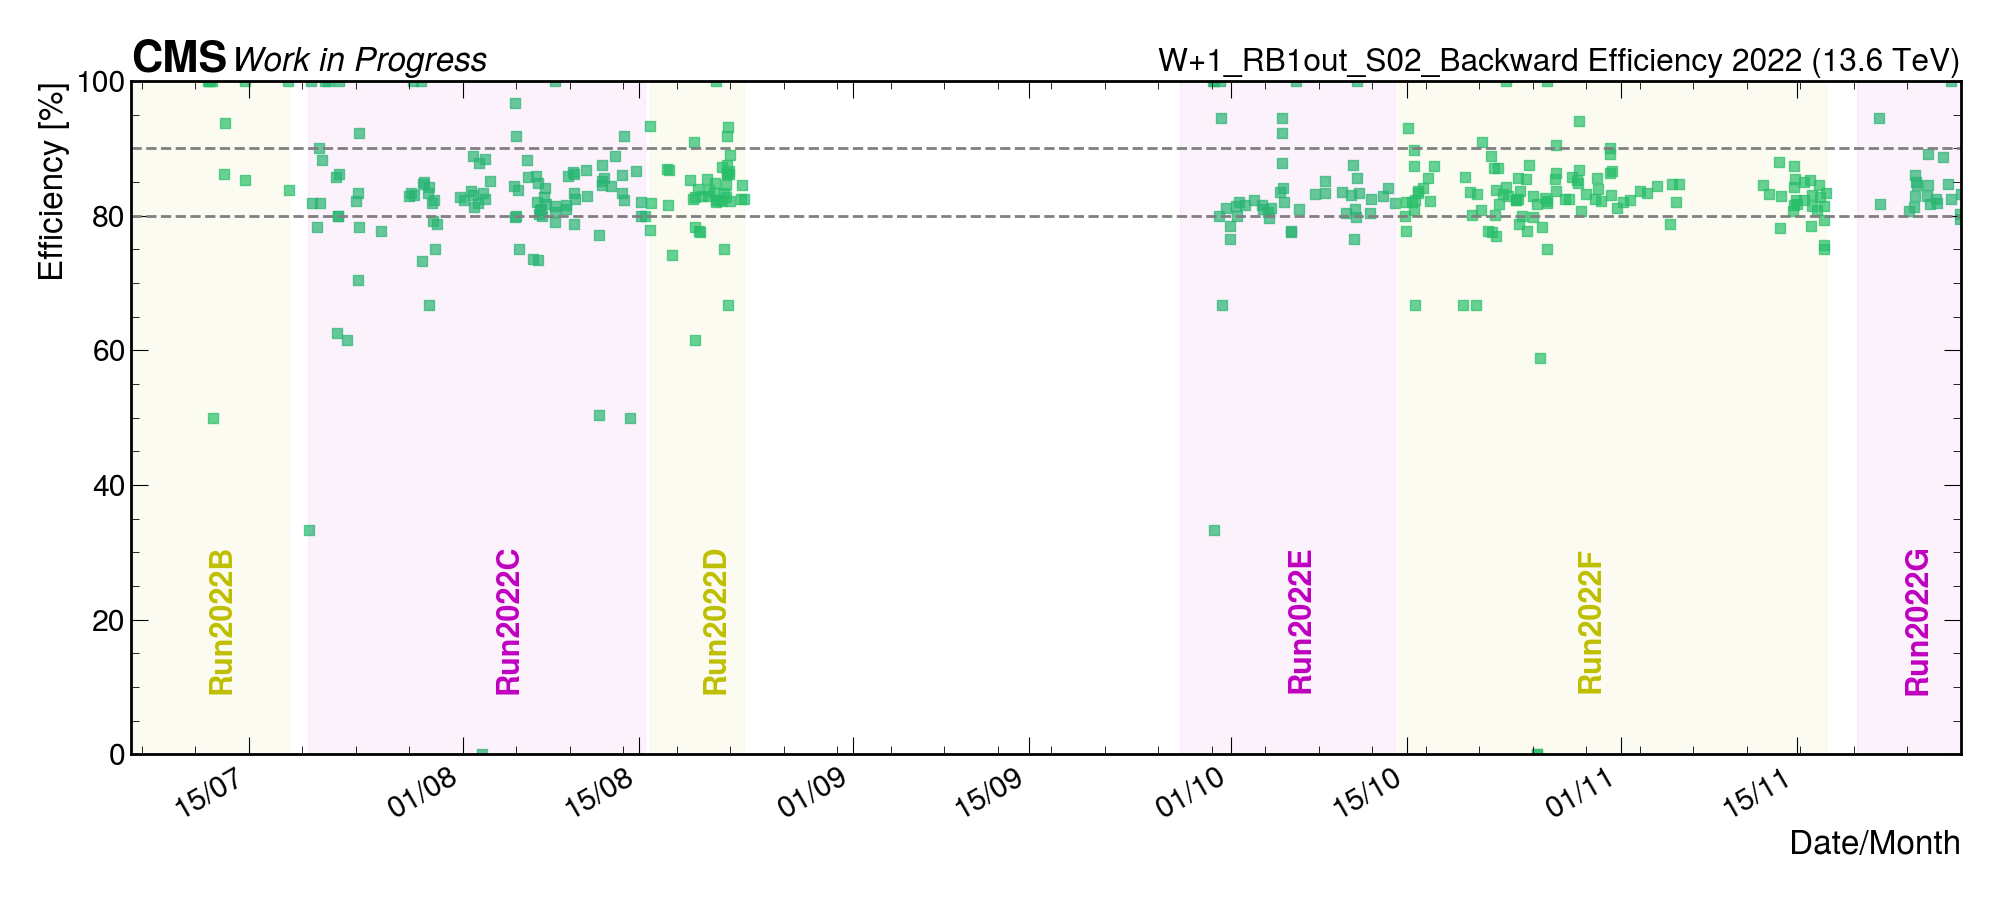 CMS Work in Progress
W+1_RB1out_S02_Backward Efficiency 2022 (13.6 TeV)
Efficiency [%]
100
80
60
40
20
0
Run2022B
Run2022C
Run2022D
Run2022E
Run2022F
Run2022G
15/07
01/08
15/08
01/09
15/09
01/10
15/10
01/11
15/11
Date/Month